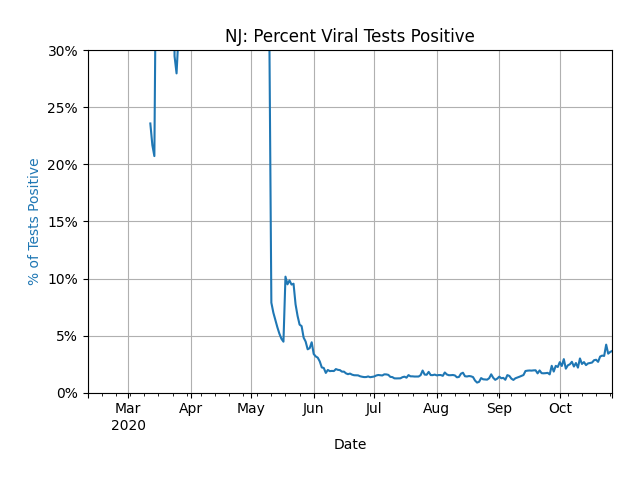 NJ: Percent Viral Tests Positive
30%
25%
20%
15%
10%
5%
0%
% of Tests Positive
Mar Apr May Jun Jul Aug Sep Oct
2020
Date